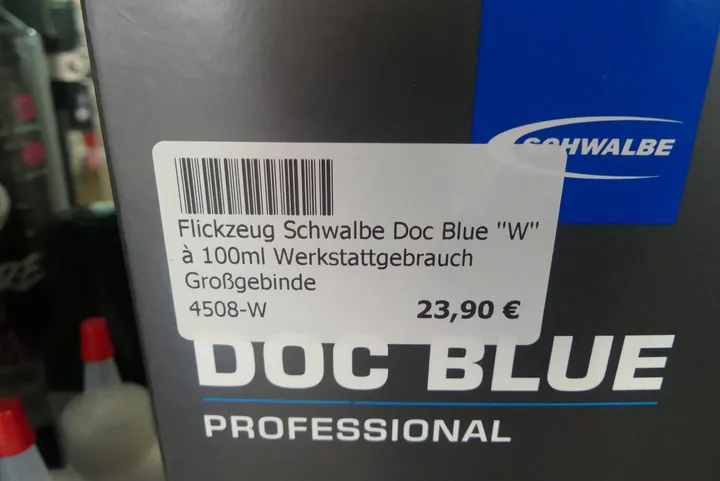 SCHWALBE
Flickzeug Schwalbe Doc Blue "W"
à 100ml Werkstattgebrauch
Großgebinde
4508-W 23,90 €
DOC BLUE
PROFESSIONAL